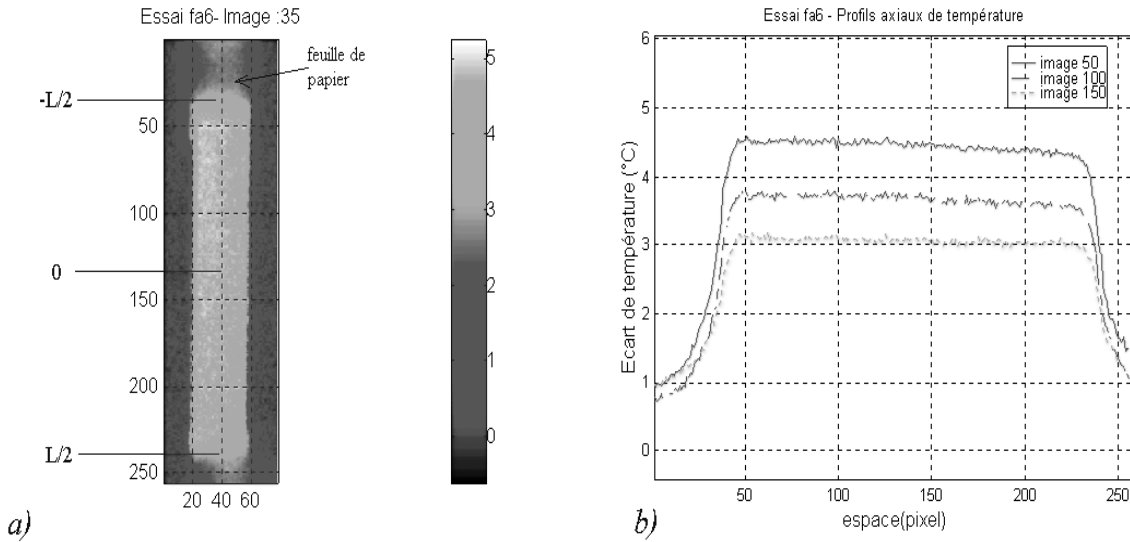 Essai fa6- Image :35
feuille de
papier
-L/2
0
L/2
50
100
150
200
250
20 40 60
5
4
3
2
1
0
a)
Essai fa6 - Profils axiaux de température
image 50
image 100
image 150
Ecart de température (°C)
6
5
4
3
2
1
0
50 100 150 200 250
espace(pixel)
b)